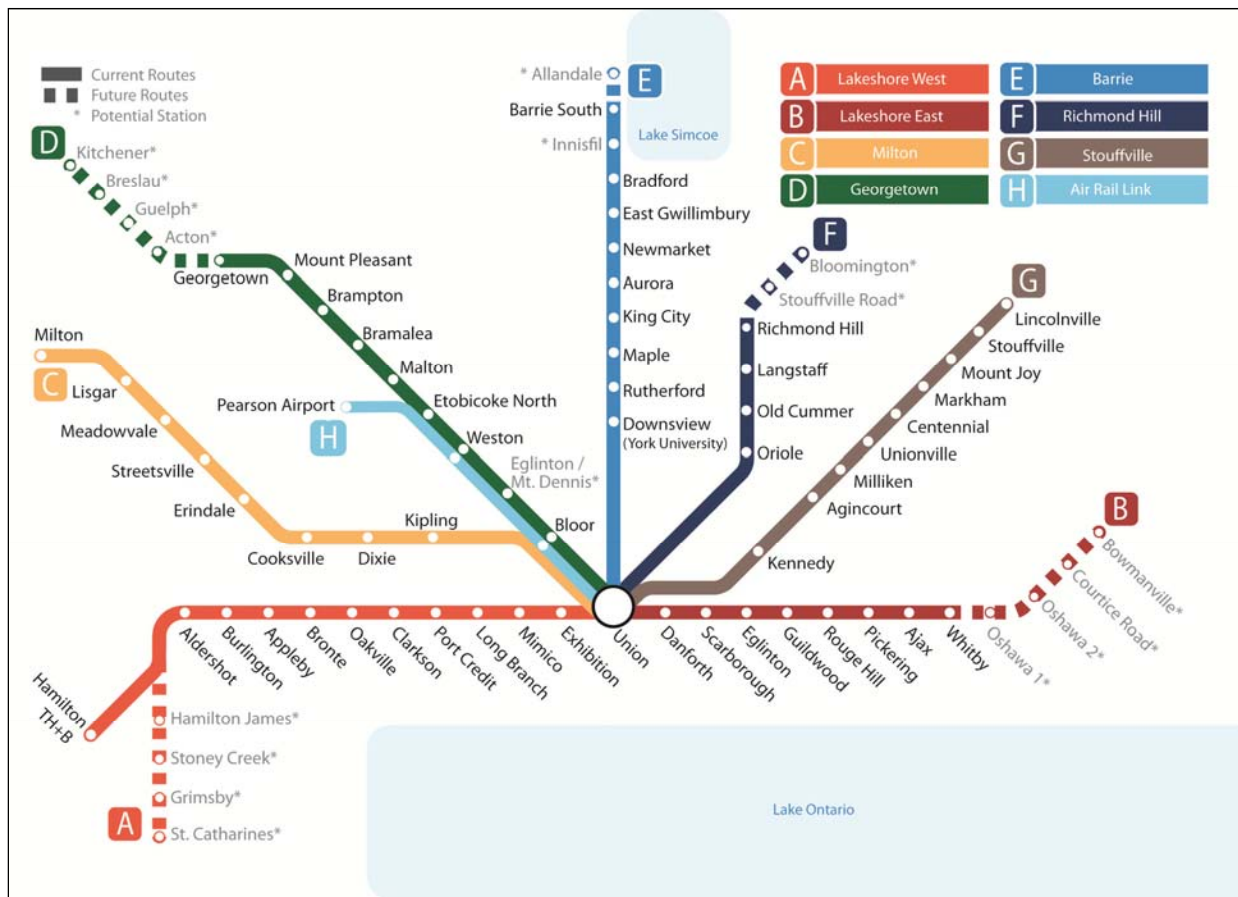 Current Routes
Future Routes
* Potential Station
* Allandale
E
Barrie South
* Innisfil
Bradford
East Gwillimbury
Newmarket
Aurora
King City
Maple
Rutherford
Downsview
(York University)
Lake Simcoe
A Lakeshore West
B Lakeshore East
C Milton
D Georgetown
E Barrie
F Richmond Hill
G Stouffville
H Air Rail Link
D
Kitchener*
Breslau*
Guelph*
Acton*
Georgetown
Mount Pleasant
Brampton
Bramalea
Malton
Etobicoke North
Weston
Eglinton /
Mt. Dennis*
Bloor
Milton
C
Lisgar
Meadowvale
Streetsville
Erindale
Cooksville
Dixie
Kipling
Pearson Airport
H
F
Bloomington*
Stouffville Road*
Richmond Hill
Langstaff
Old Cummer
Oriole
G
Lincolnville
Stouffville
Mount Joy
Markham
Centennial
Unionville
Milliken
Agincourt
Kennedy
B
Bowmanville*
Courtice Road*
Oshawa 2*
Oshawa 1*
Whitby
Ajax
Pickering
Rouge Hill
Guildwood
Eglinton
Scarborough
Danforth
Union
Exhibition
Mimico
Long Branch
Port Credit
Clarkson
Oakville
Bronte
Appleby
Burlington
Aldershot
Hamilton
TH+B
Hamilton James*
Stoney Creek*
Grimsby*
A
St. Catharines*
Lake Ontario